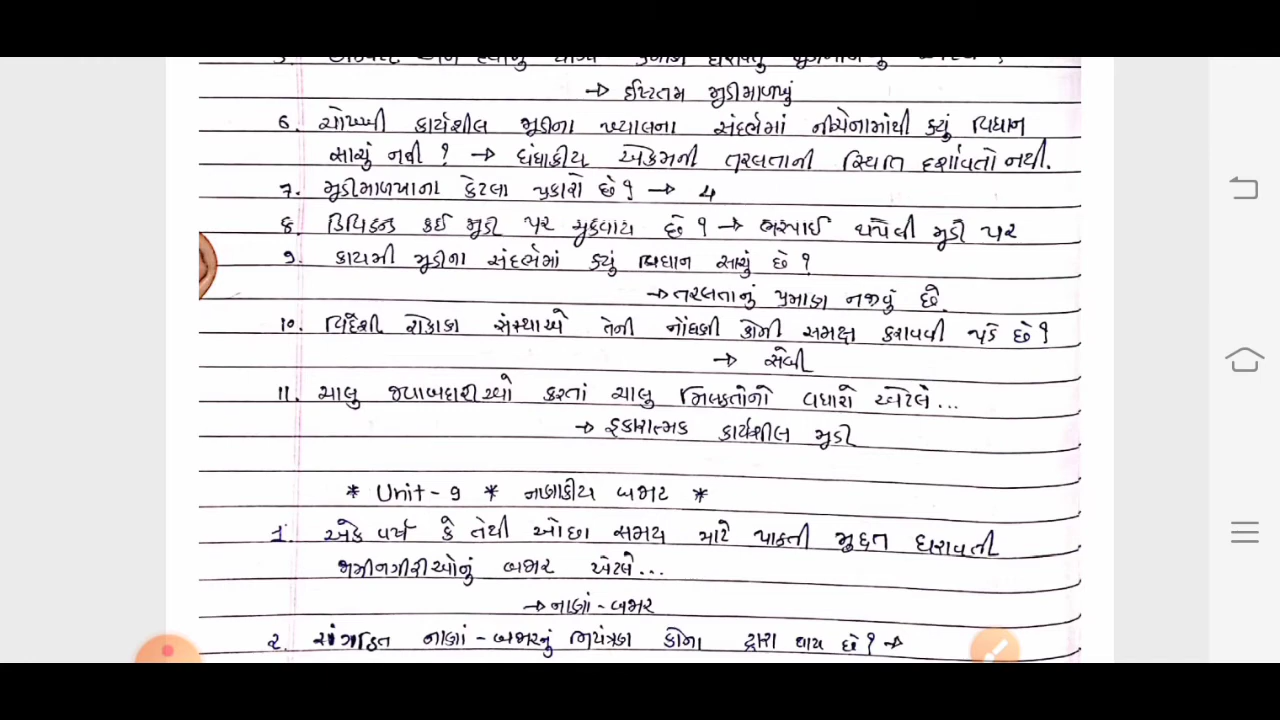 → ઈષ્ટતમ મુડીમાળખું
6. ચોખ્ખી કાર્યશીલ મુડીના ખ્યાલના સંદર્ભમાં નીચેનામાંથી ક્યું વિધાન
સાચું નથી ? → ધંધાકીય એકમની તરલતાની સ્થિતિ દર્શાવતો નથી.
7. મુડીમાળખાના કેટલા પ્રકારો છે ? → 4
8. ડિવિડન્ડ કઈ મુડી પર ચુકવાય છે ? → ભરપાઈ થયેલી મુડી પર
9. કાયમી મુડીના સંદર્ભમાં ક્યું વિધાન સાચું છે ?
→ તરલતાનું પ્રમાણ નજીવું છે.
10. વિદેશી રોકાણ સંસ્થાએ તેની નોંધણી કોની સમક્ષ કરાવવી પડે છે ?
→ સેબી
11. ચાલુ જવાબદારીઓ કરતાં ચાલુ મિલકતોનો વધારો એટલે...
→ હકારાત્મક કાર્યશીલ મુડી
* Unit - 9 * નાણાકીય બજાર *
1. એક વર્ષ કે તેથી ઓછા સમય માટે પાકતી મુદ્દત ધરાવતી
જામીનગીરીઓનું બજાર એટલે...
→ નાણાં - બજાર
2. સંગઠિત નાણાં - બજારનું નિયંત્રણ કોના દ્વારા થાય છે ? →